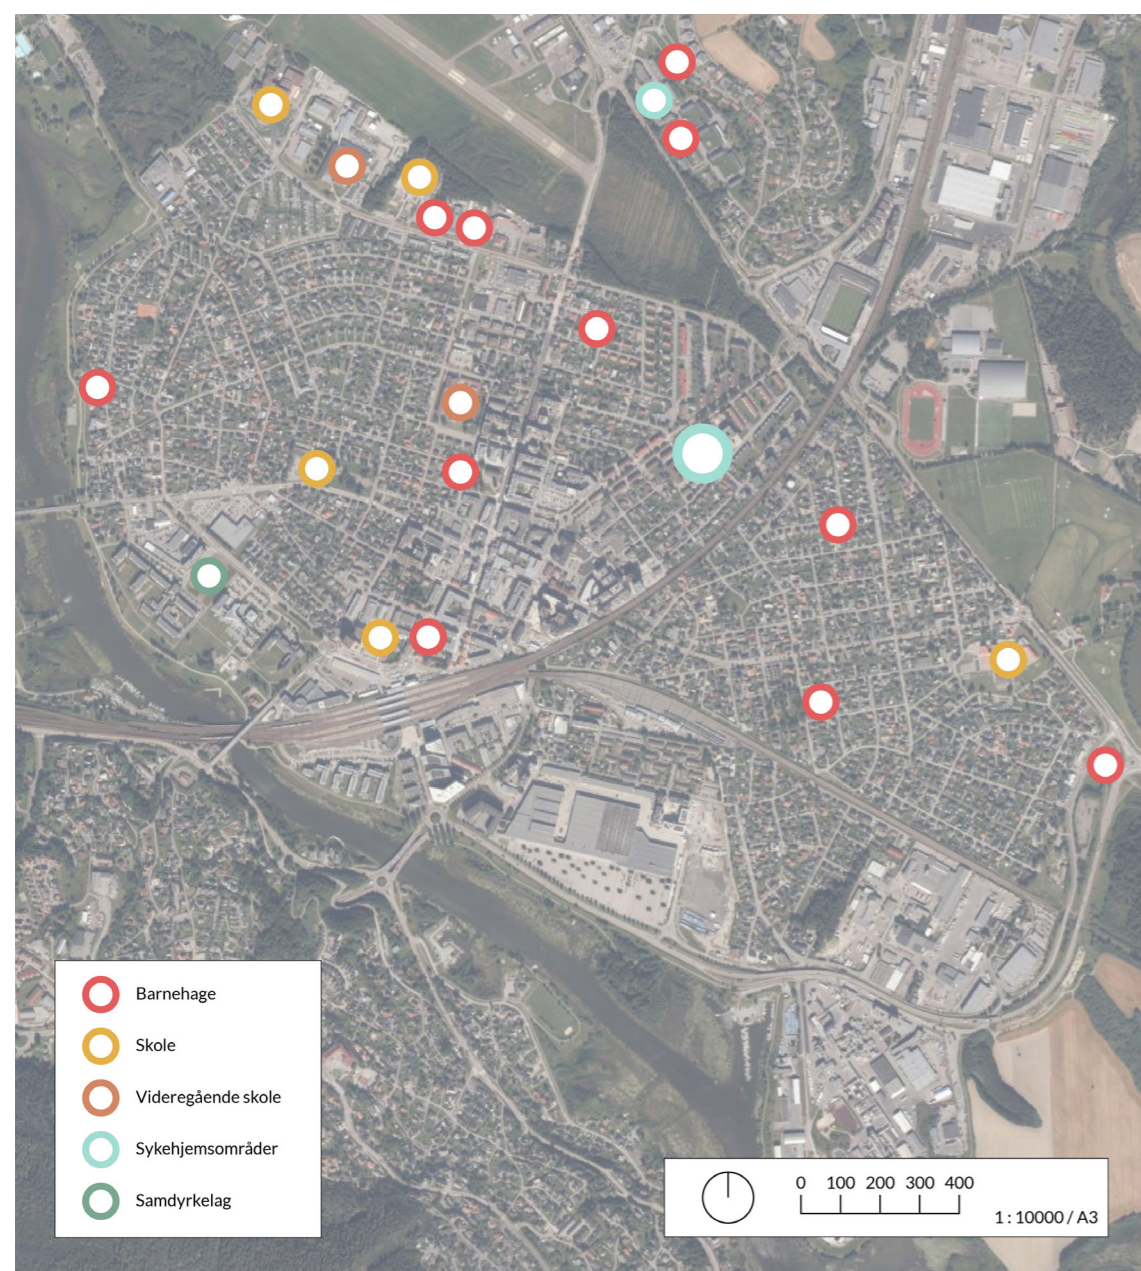 Barnehage
Skole
Videregående skole
Sykehjemsområder
Samdyrkelag
0 100 200 300 400
1 : 10000 / A3